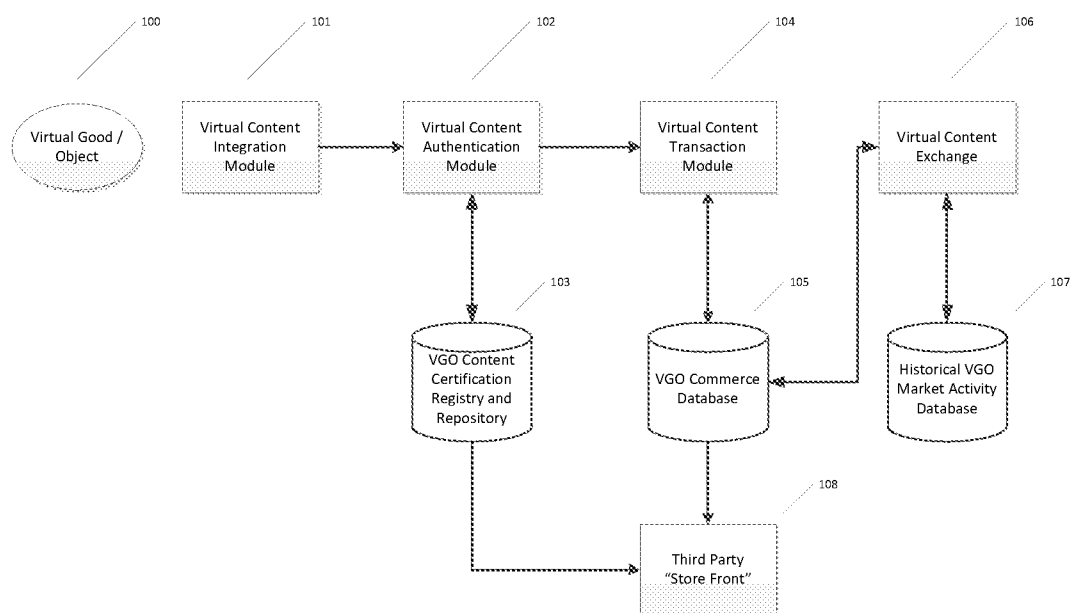 100
101
102
104
106
Virtual Good /
Object
Virtual Content
Integration
Module
Virtual Content
Authentication
Module
Virtual Content
Transaction
Module
Virtual Content
Exchange
103
105
107
VGO Content
Certification
Registry and
Repository
VGO Commerce
Database
Historical VGO
Market Activity
Database
108
Third Party
“Store Front”